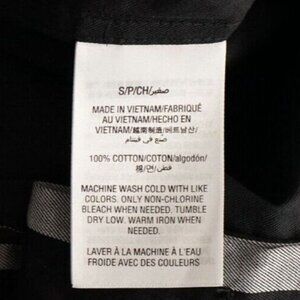 S/P/CH/صغير
MADE IN VIETNAM/FABRIQUÉ
AU VIETNAM/HECHO EN
VIETNAM/越南制造/베트남산/
صنع في فيتنام
100% COTTON/COTON/algodón/
棉/면/قطن
MACHINE WASH COLD WITH LIKE
COLORS. ONLY NON-CHLORINE
BLEACH WHEN NEEDED. TUMBLE
DRY LOW. WARM IRON WHEN
NEEDED.
LAVER À LA MACHINE À L'EAU
FROIDE AVEC DES COULEURS